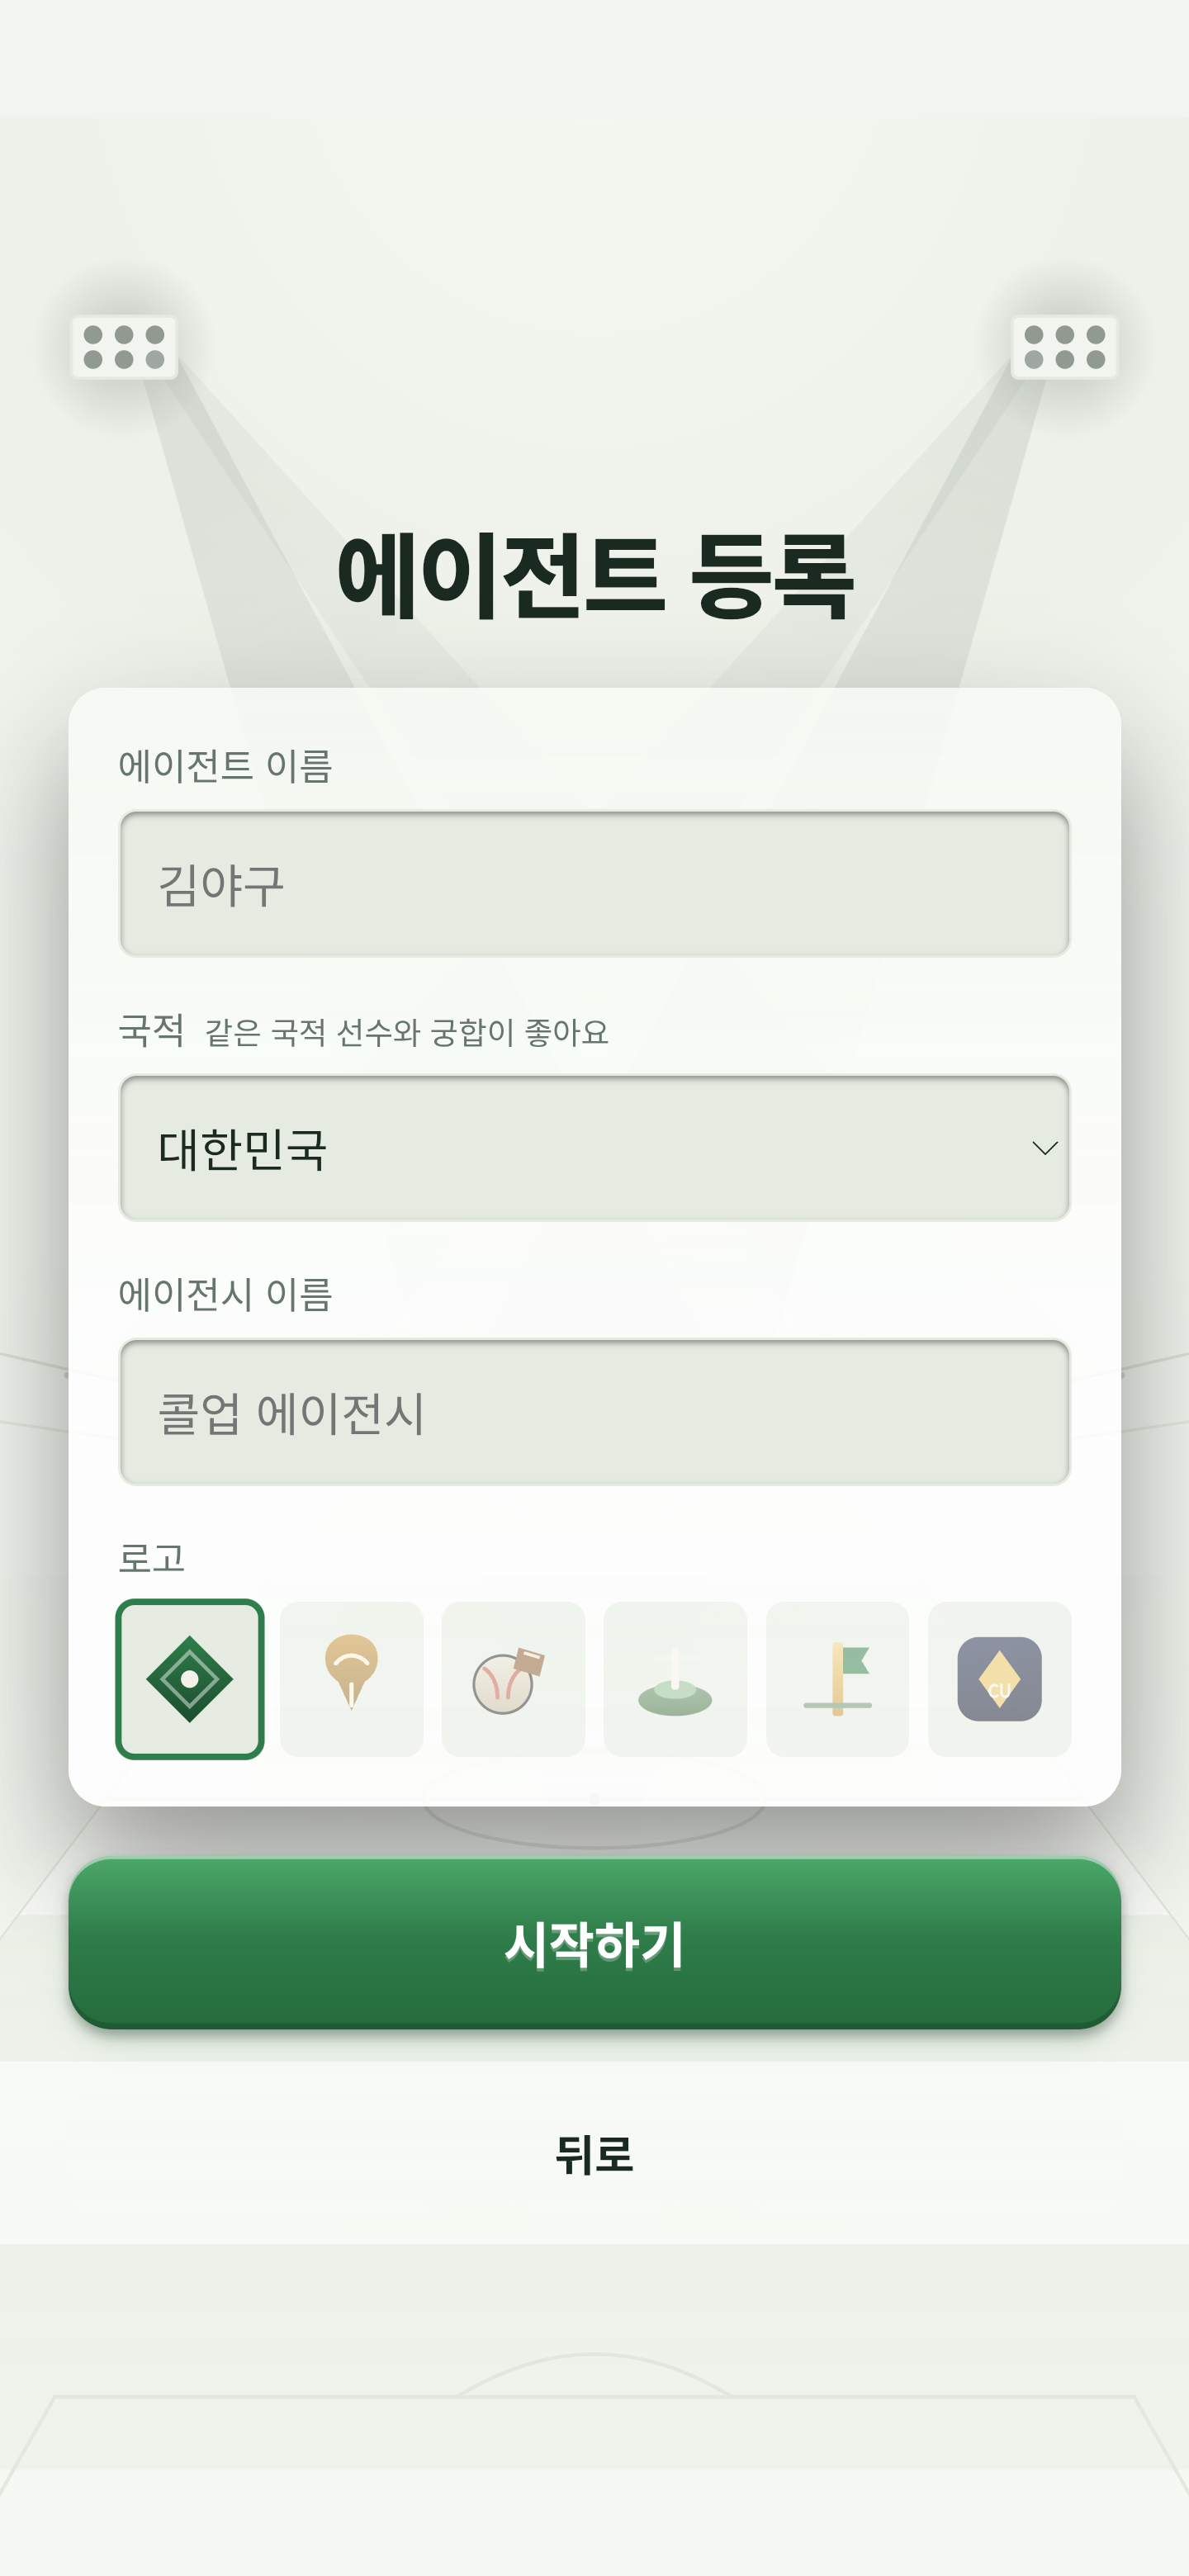 에이전트 등록
에이전트 이름
김야구
국적 같은 국적 선수와 궁합이 좋아요
대한민국
에이전시 이름
콜업 에이전시
로고
CU
시작하기
뒤로